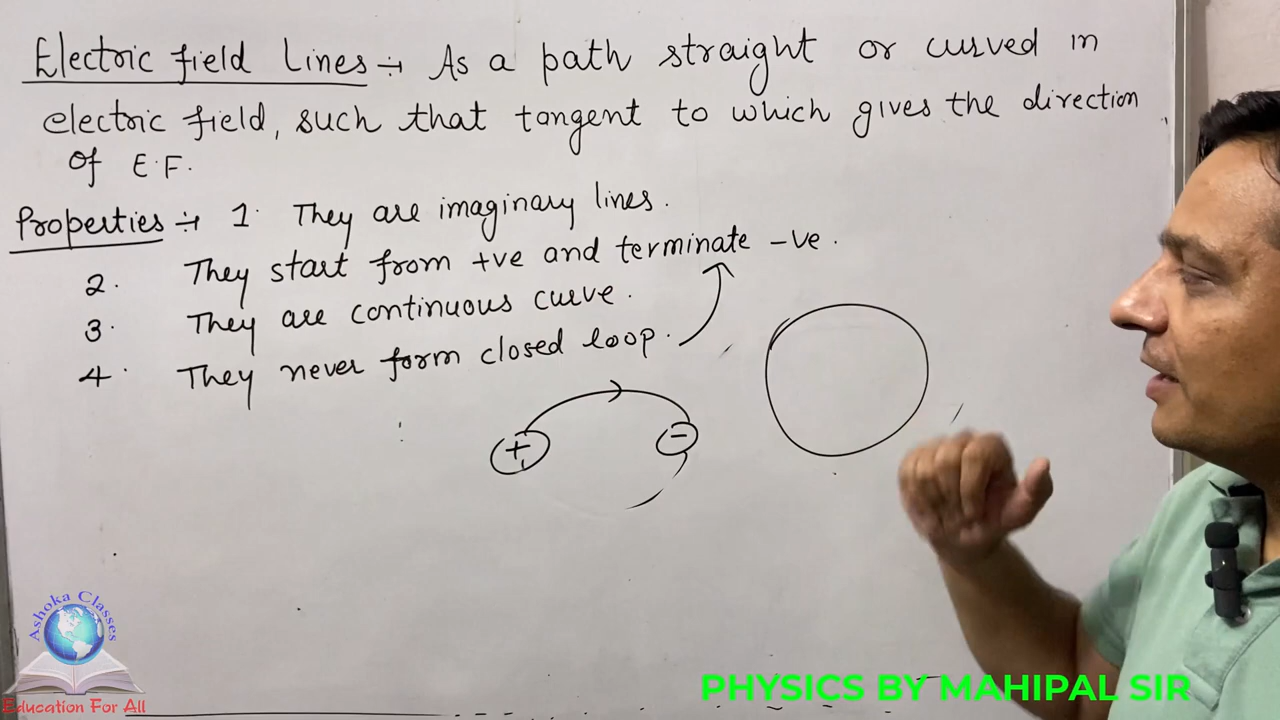 Electric field Lines :- As a path straight or curved in
electric field, such that tangent to which gives the direction
of E.F.
Properties :- 1. They are imaginary lines.
2. They start from +ve and terminate -ve.
3. They are continuous curve.
4. They never form closed loop.
+ -
Ashoka Classes
Education For All
PHYSICS BY MAHIPAL SIR